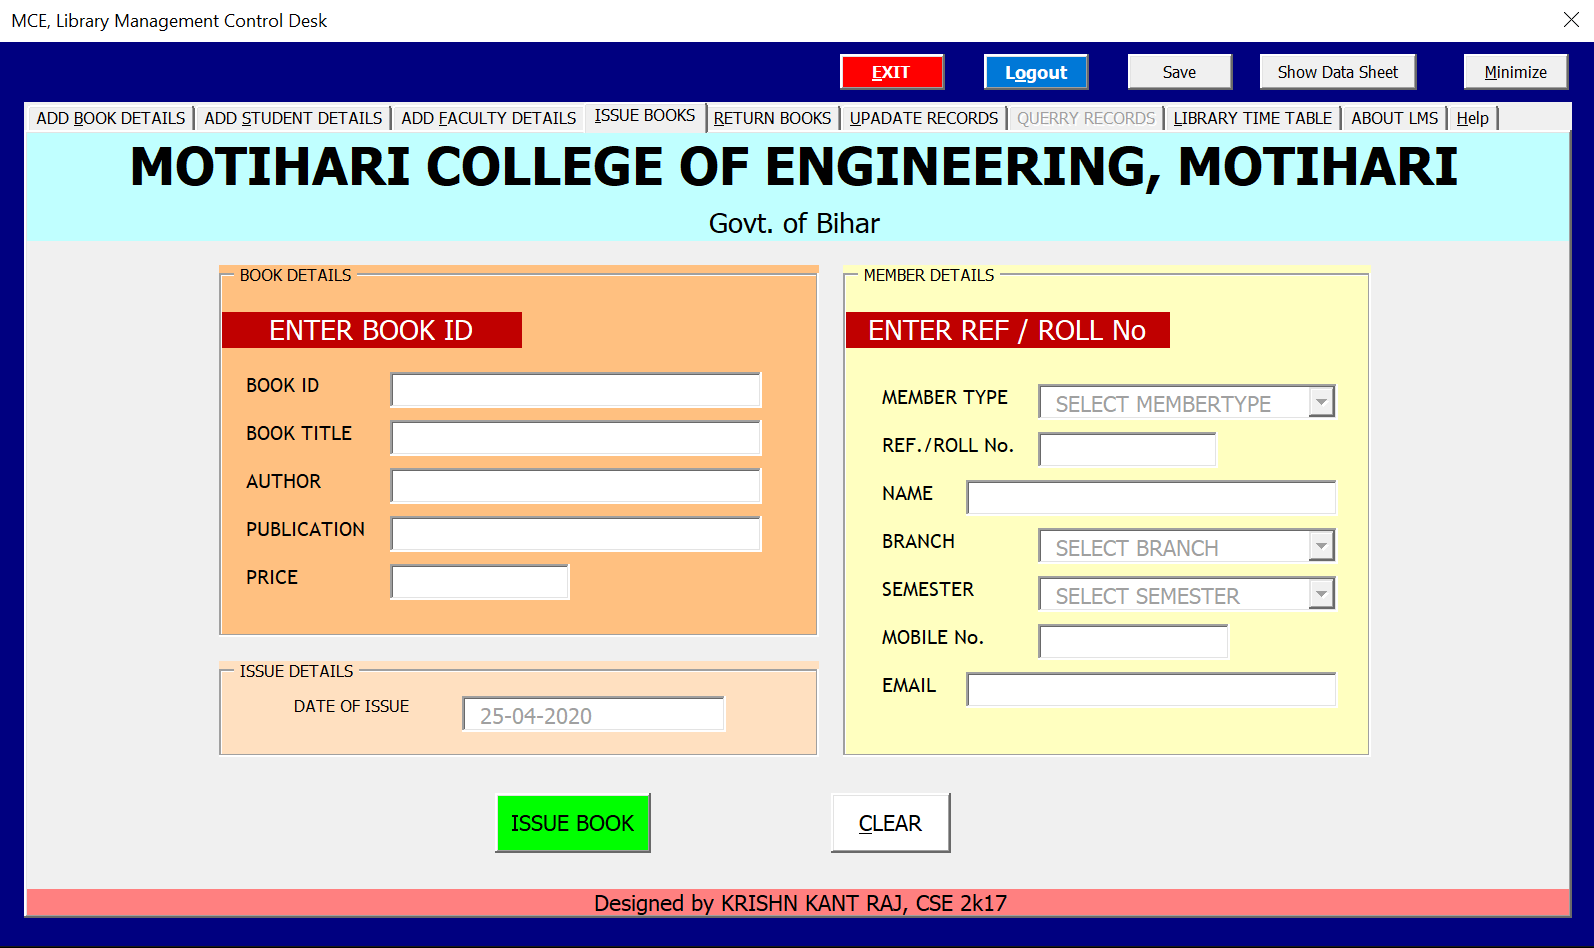 MCE, Library Management Control Desk
EXIT
Logout
Save
Show Data Sheet
Minimize
ADD BOOK DETAILS
ADD STUDENT DETAILS
ADD FACULTY DETAILS
ISSUE BOOKS
RETURN BOOKS
UPADATE RECORDS
QUERRY RECORDS
LIBRARY TIME TABLE
ABOUT LMS
Help
MOTIHARI COLLEGE OF ENGINEERING, MOTIHARI
Govt. of Bihar
BOOK DETAILS
ENTER BOOK ID
BOOK ID
BOOK TITLE
AUTHOR
PUBLICATION
PRICE
ISSUE DETAILS
DATE OF ISSUE
25-04-2020
MEMBER DETAILS
ENTER REF / ROLL No
MEMBER TYPE
SELECT MEMBERTYPE
REF./ROLL No.
NAME
BRANCH
SELECT BRANCH
SEMESTER
SELECT SEMESTER
MOBILE No.
EMAIL
ISSUE BOOK
CLEAR
Designed by KRISHN KANT RAJ, CSE 2k17